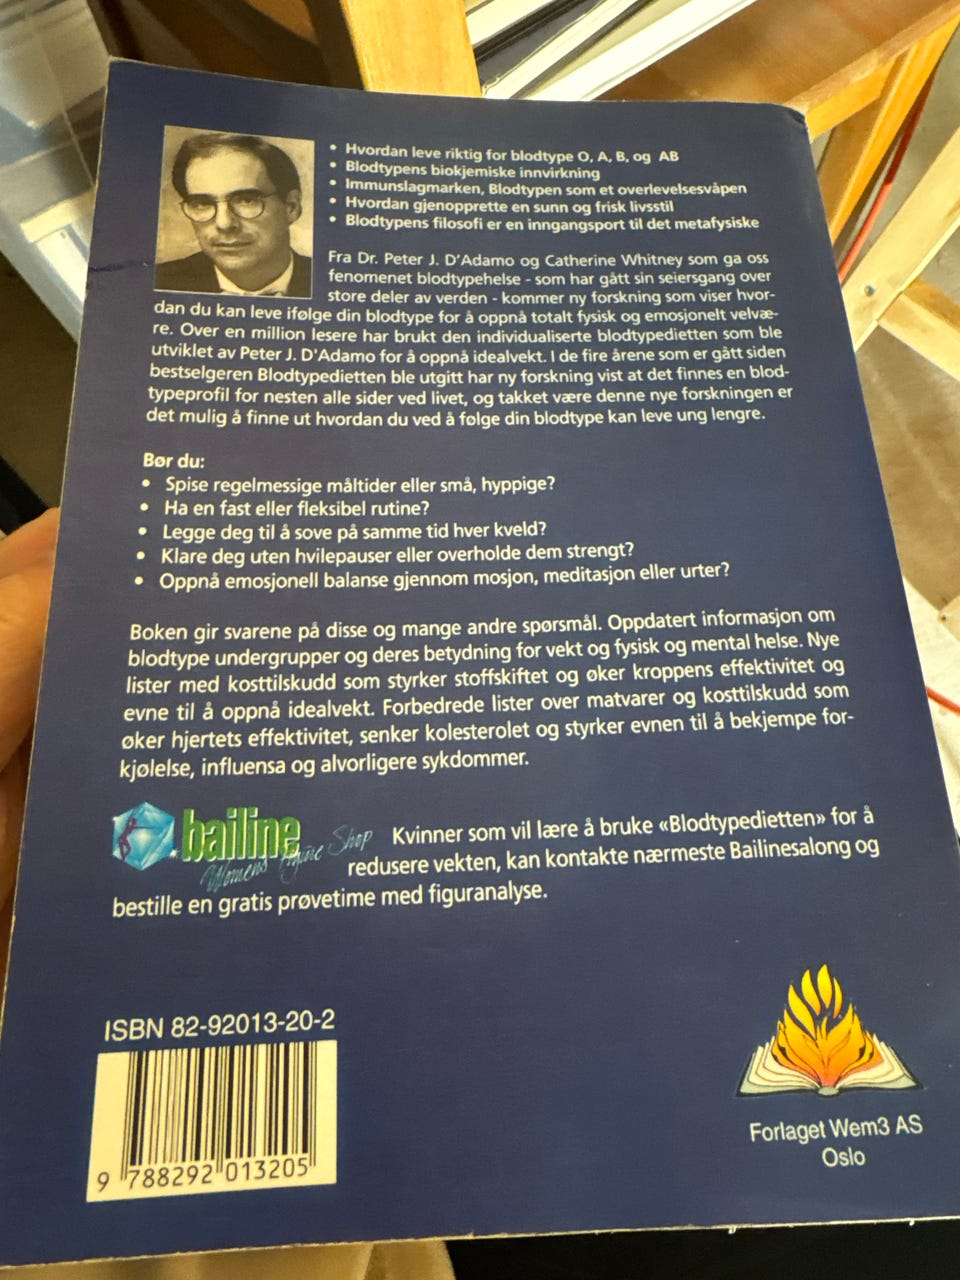 • Hvordan leve riktig for blodtype O, A, B, og AB
• Blodtypens biokjemiske innvirkning
• Immunslagmarken, Blodtypen som et overlevelsesvåpen
• Hvordan gjenopprette en sunn og frisk livsstil
• Blodtypens filosofi er en inngangsport til det metafysiske
Fra Dr. Peter J. D'Adamo og Catherine Whitney som ga oss
fenomenet blodtypehelse - som har gått sin seiersgang over
store deler av verden - kommer ny forskning som viser hvor-
dan du kan leve ifølge din blodtype for å oppnå totalt fysisk og emosjonelt velvæ-
re. Over en million lesere har brukt den individualiserte blodtypedietten som ble
utviklet av Peter J. D'Adamo for å oppnå idealvekt. I de fire årene som er gått siden
bestselgeren Blodtypedietten ble utgitt har ny forskning vist at det finnes en blod-
typeprofil for nesten alle sider ved livet, og takket være denne nye forskningen er
det mulig å finne ut hvordan du ved å følge din blodtype kan leve ung lengre.
Bør du:
• Spise regelmessige måltider eller små, hyppige?
• Ha en fast eller fleksibel rutine?
• Legge deg til å sove på samme tid hver kveld?
• Klare deg uten hvilepauser eller overholde dem strengt?
• Oppnå emosjonell balanse gjennom mosjon, meditasjon eller urter?
Boken gir svarene på disse og mange andre spørsmål. Oppdatert informasjon om
blodtype undergrupper og deres betydning for vekt og fysisk og mental helse. Nye
lister med kosttilskudd som styrker stoffskiftet og øker kroppens effektivitet og
evne til å oppnå idealvekt. Forbedrede lister over matvarer og kosttilskudd som
øker hjertets effektivitet, senker kolesterolet og styrker evnen til å bekjempe for-
kjølelse, influensa og alvorligere sykdommer.
bailine
Womens Figure Shop
Kvinner som vil lære å bruke «Blodtypedietten» for å
redusere vekten, kan kontakte nærmeste Bailinesalong og
bestille en gratis prøvetime med figuranalyse.
ISBN 82-92013-20-2
9 788292 013205
Forlaget Wem3 AS
Oslo